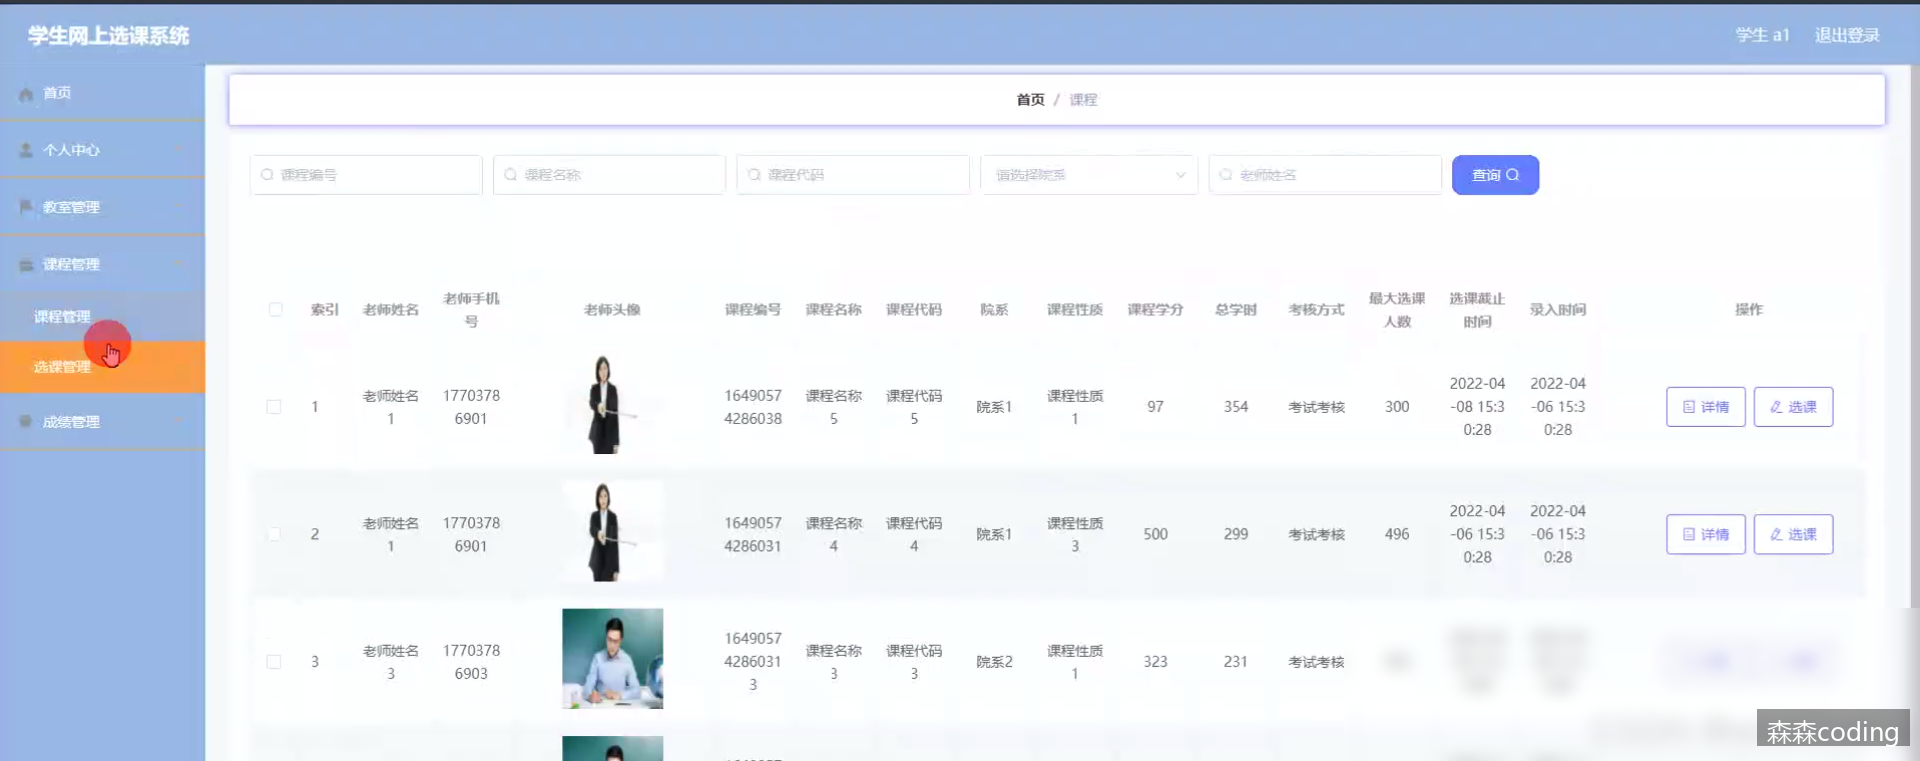 学生网上选课系统
学生 a1 退出登录
首页
个人中心
教室管理
课程管理
课程管理
选课管理
成绩管理
首页 / 课程
课程编号 课程名称 课程代码 请选择院系 老师姓名 查询
索引 老师姓名 老师手机号 老师头像 课程编号 课程名称 课程代码 院系 课程性质 课程学分 总学时 考核方式 最大选课人数 选课截止时间 录入时间 操作
1 老师姓名1 17703786901 16490574286038 课程名称5 课程代码5 院系1 课程性质1 97 354 考试考核 300 2022-04-08 15:30:28 2022-04-06 15:30:28 详情 选课
2 老师姓名1 17703786901 16490574286031 课程名称4 课程代码4 院系1 课程性质3 500 299 考试考核 496 2022-04-06 15:30:28 2022-04-06 15:30:28 详情 选课
3 老师姓名3 17703786903 164905742860313 课程名称3 课程代码3 院系2 课程性质1 323 231 考试考核
森森coding